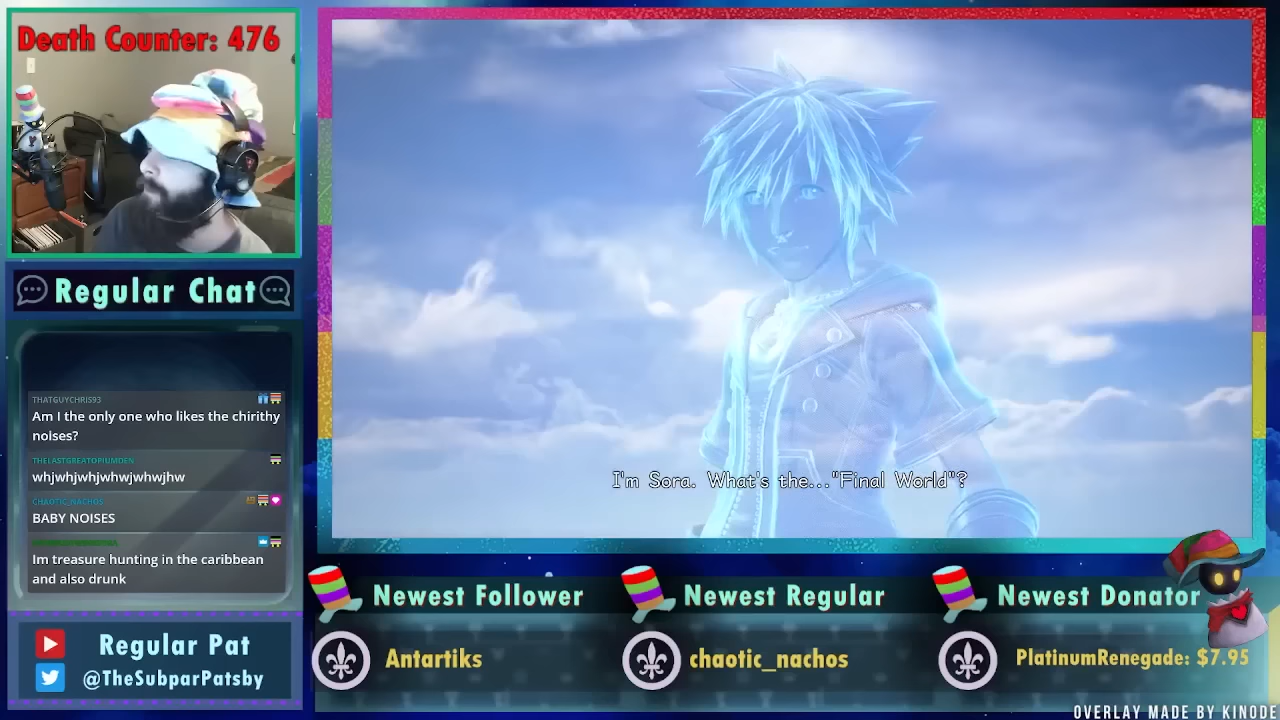 Death Counter: 476
Regular Chat
THATGUYCHRIS93
Am I the only one who likes the chirithy
noises?
THELASTGREATOPIUMDEN
whjwhjwhjwhwjwhwjhw
CHAOTIC_NACHOS
BABY NOISES
Im treasure hunting in the caribbean
and also drunk
Regular Pat
@TheSubparPatsby
I'm Sora. What's the..."Final World"?
Newest Follower
Antartiks
Newest Regular
chaotic_nachos
Newest Donator
PlatinumRenegade: $7.95
OVERLAY MADE BY KINODE